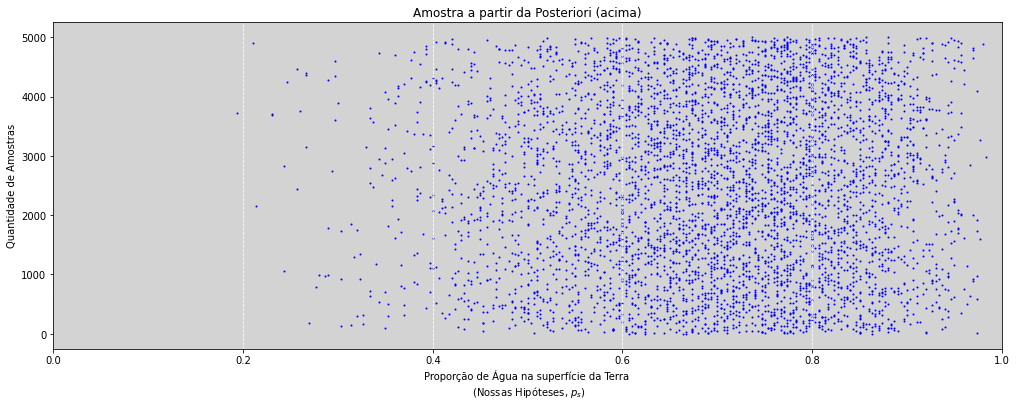 Amostra a partir da Posteriori (acima)
5000
4000
3000
2000
1000
0
Quantidade de Amostras
0.0 0.2 0.4 0.6 0.8 1.0
Proporção de Água na superfície da Terra
(Nossas Hipóteses, pₛ)